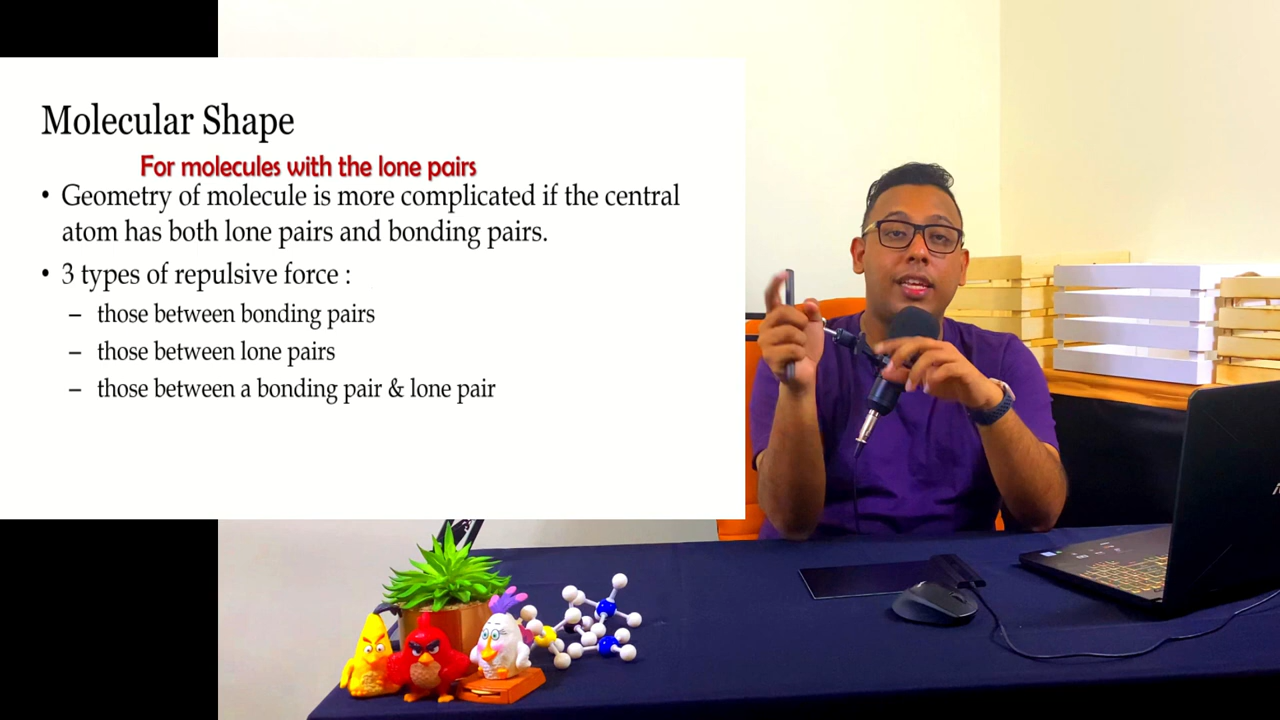 Molecular Shape
For molecules with the lone pairs
• Geometry of molecule is more complicated if the central
atom has both lone pairs and bonding pairs.
• 3 types of repulsive force :
– those between bonding pairs
– those between lone pairs
– those between a bonding pair & lone pair